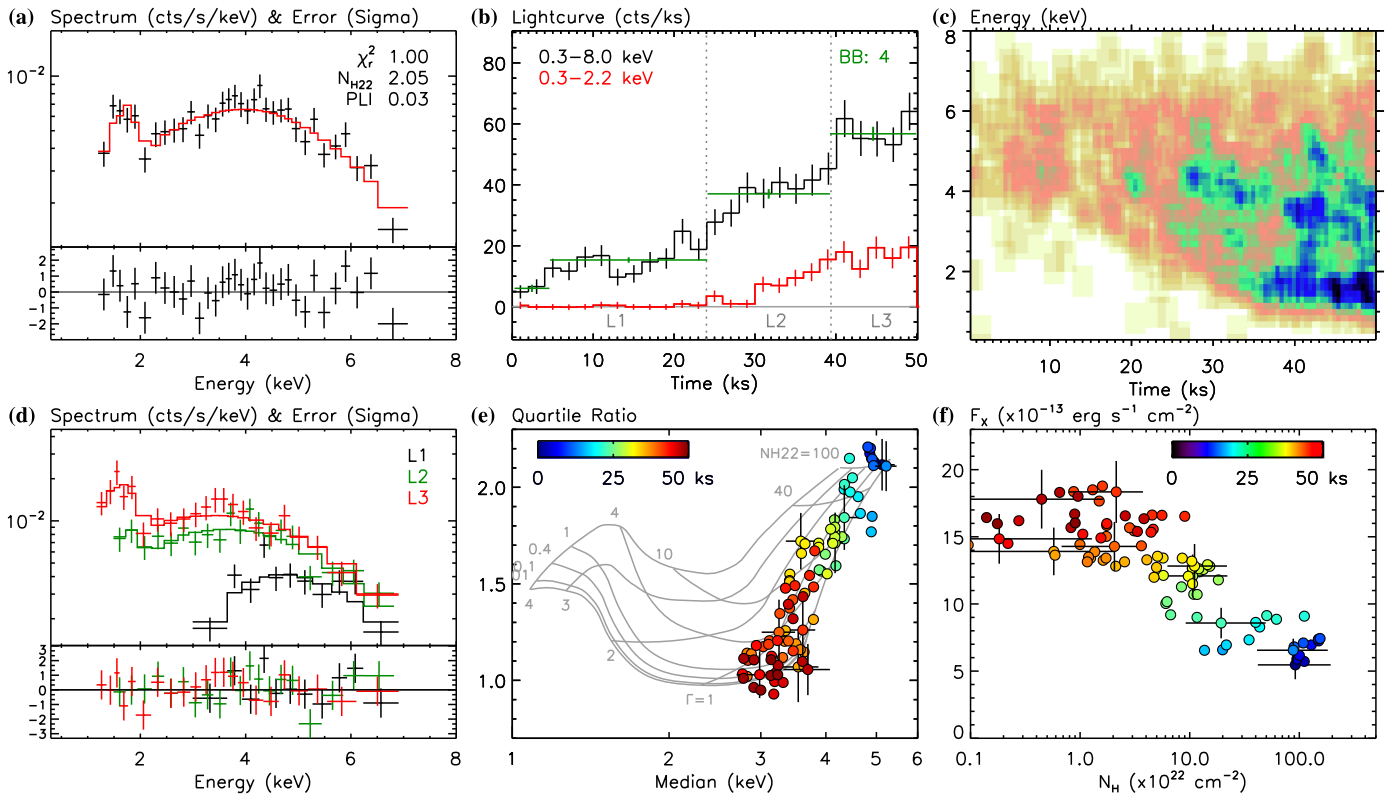 (a) Spectrum (cts/s/keV) & Error (Sigma)
χ²ᵣ 1.00
N_H22 2.05
PLI 0.03
10⁻²
2
1
0
-1
-2
2 4 6 8
Energy (keV)
(b) Lightcurve (cts/ks)
0.3-8.0 keV
0.3-2.2 keV
BB: 4
80
60
40
20
0
L1 L2 L3
0 10 20 30 40 50
Time (ks)
(c) Energy (keV)
8
6
4
2
10 20 30 40
Time (ks)
(d) Spectrum (cts/s/keV) & Error (Sigma)
L1
L2
L3
10⁻²
3
2
1
0
-1
-2
-3
2 4 6 8
Energy (keV)
(e) Quartile Ratio
0 25 50 ks
NH22=100
40
10
4
1
0.4
0.1
.01
4 3 2
Γ=1
2.0
1.5
1.0
1 2 3 4 5 6
Median (keV)
(f) F_X (x10⁻¹³ erg s⁻¹ cm⁻²)
0 25 50 ks
20
15
10
5
0
0.1 1.0 10.0 100.0
N_H (x10²² cm⁻²)